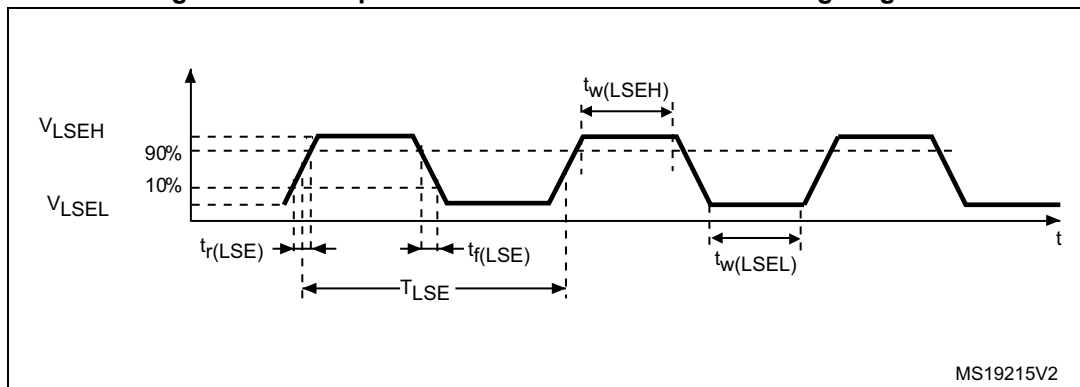 tw(LSEH)
VLSEH
90%
10%
VLSEL
tr(LSE)
tf(LSE)
tw(LSEL)
t
TLSE
MS19215V2